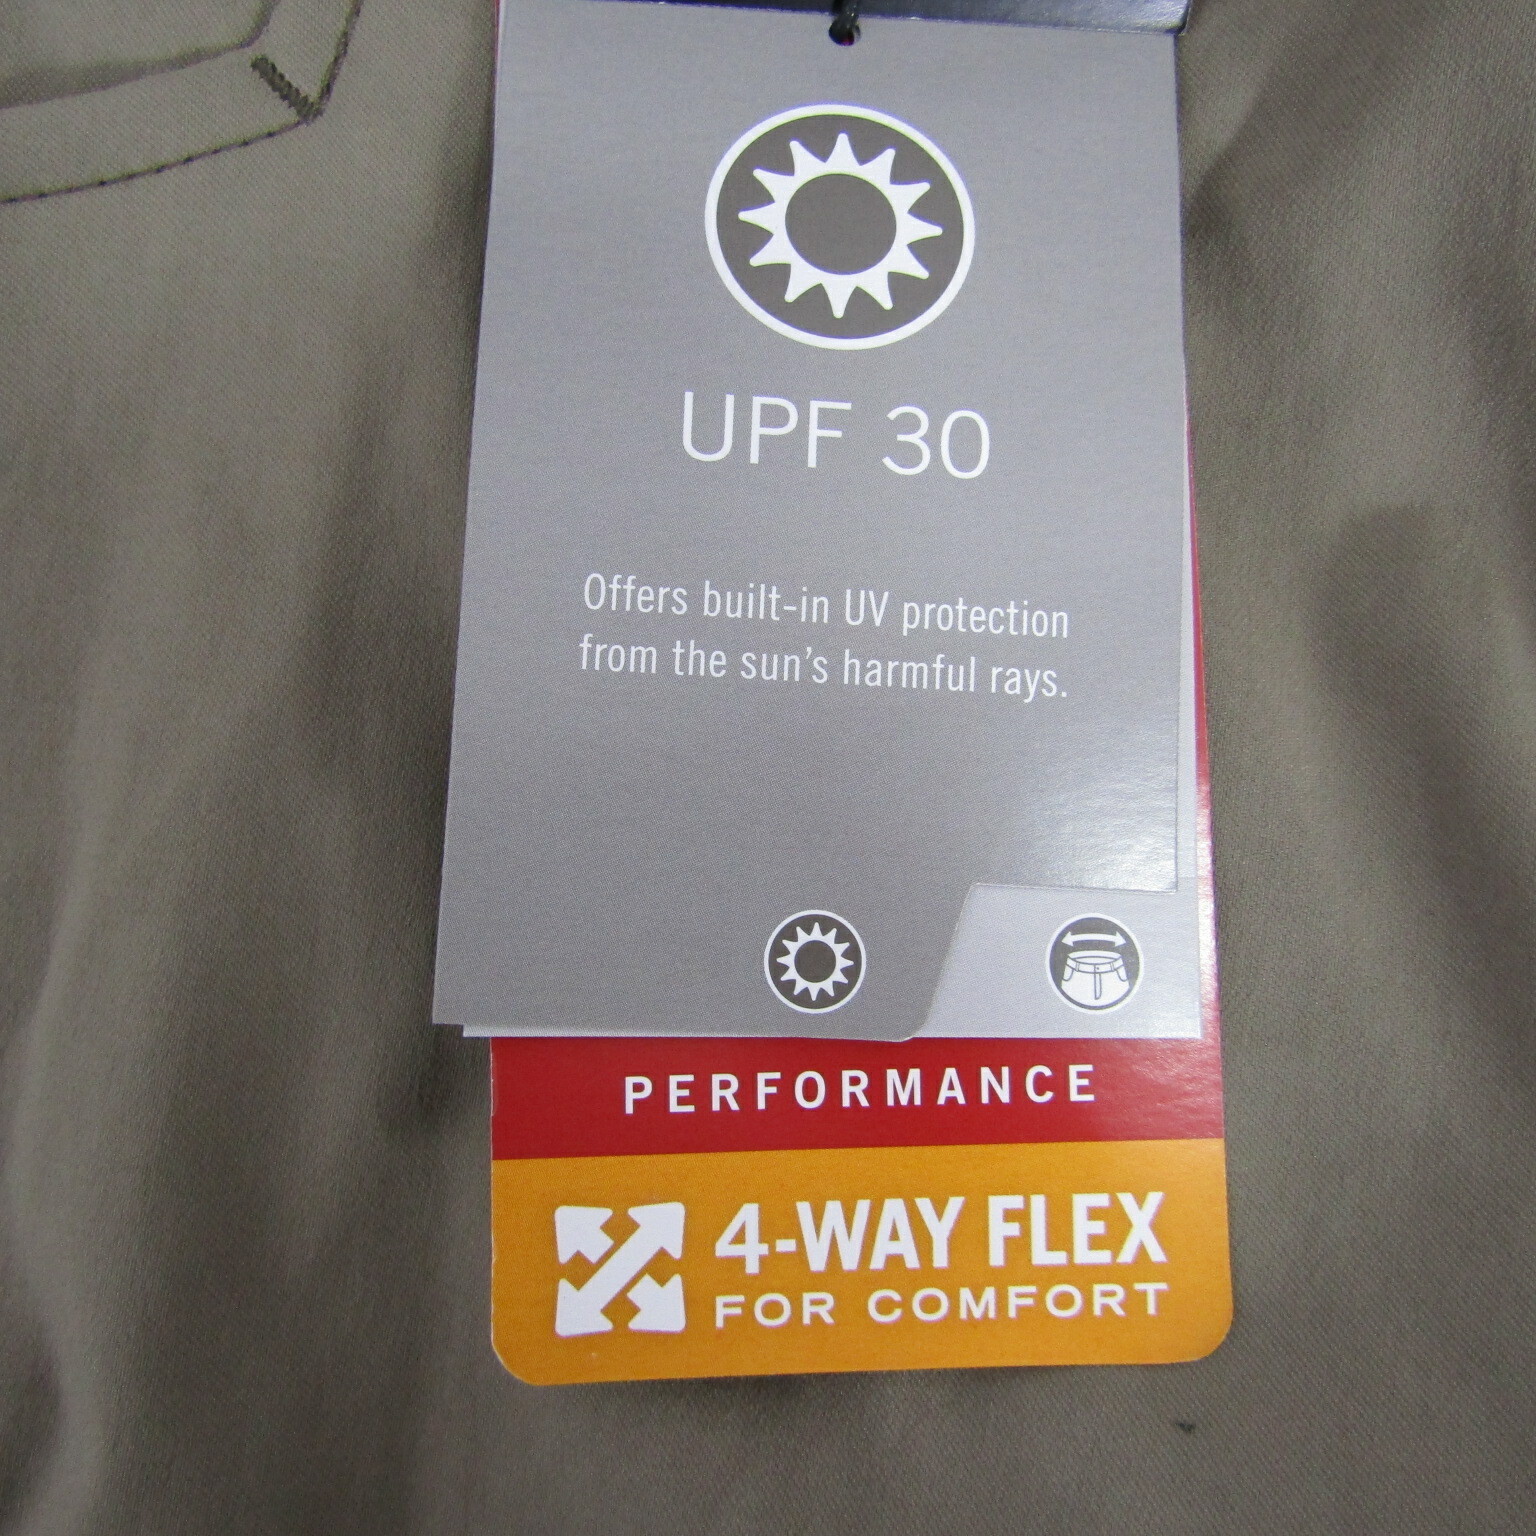 UPF 30
Offers built-in UV protection
from the sun's harmful rays.
PERFORMANCE
4-WAY FLEX
FOR COMFORT